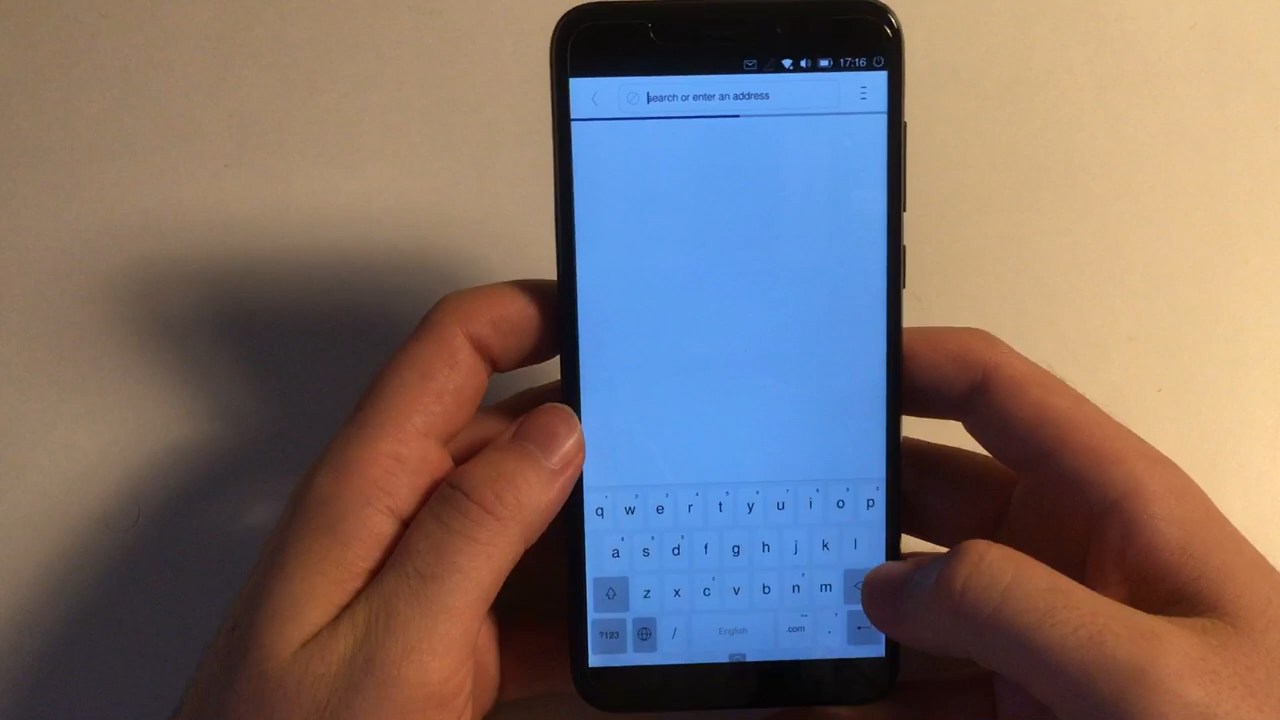 17:16
search or enter an address
q w e r t y u i o p
a s d f g h j k l
z x c v b n m
?123 / English .com .